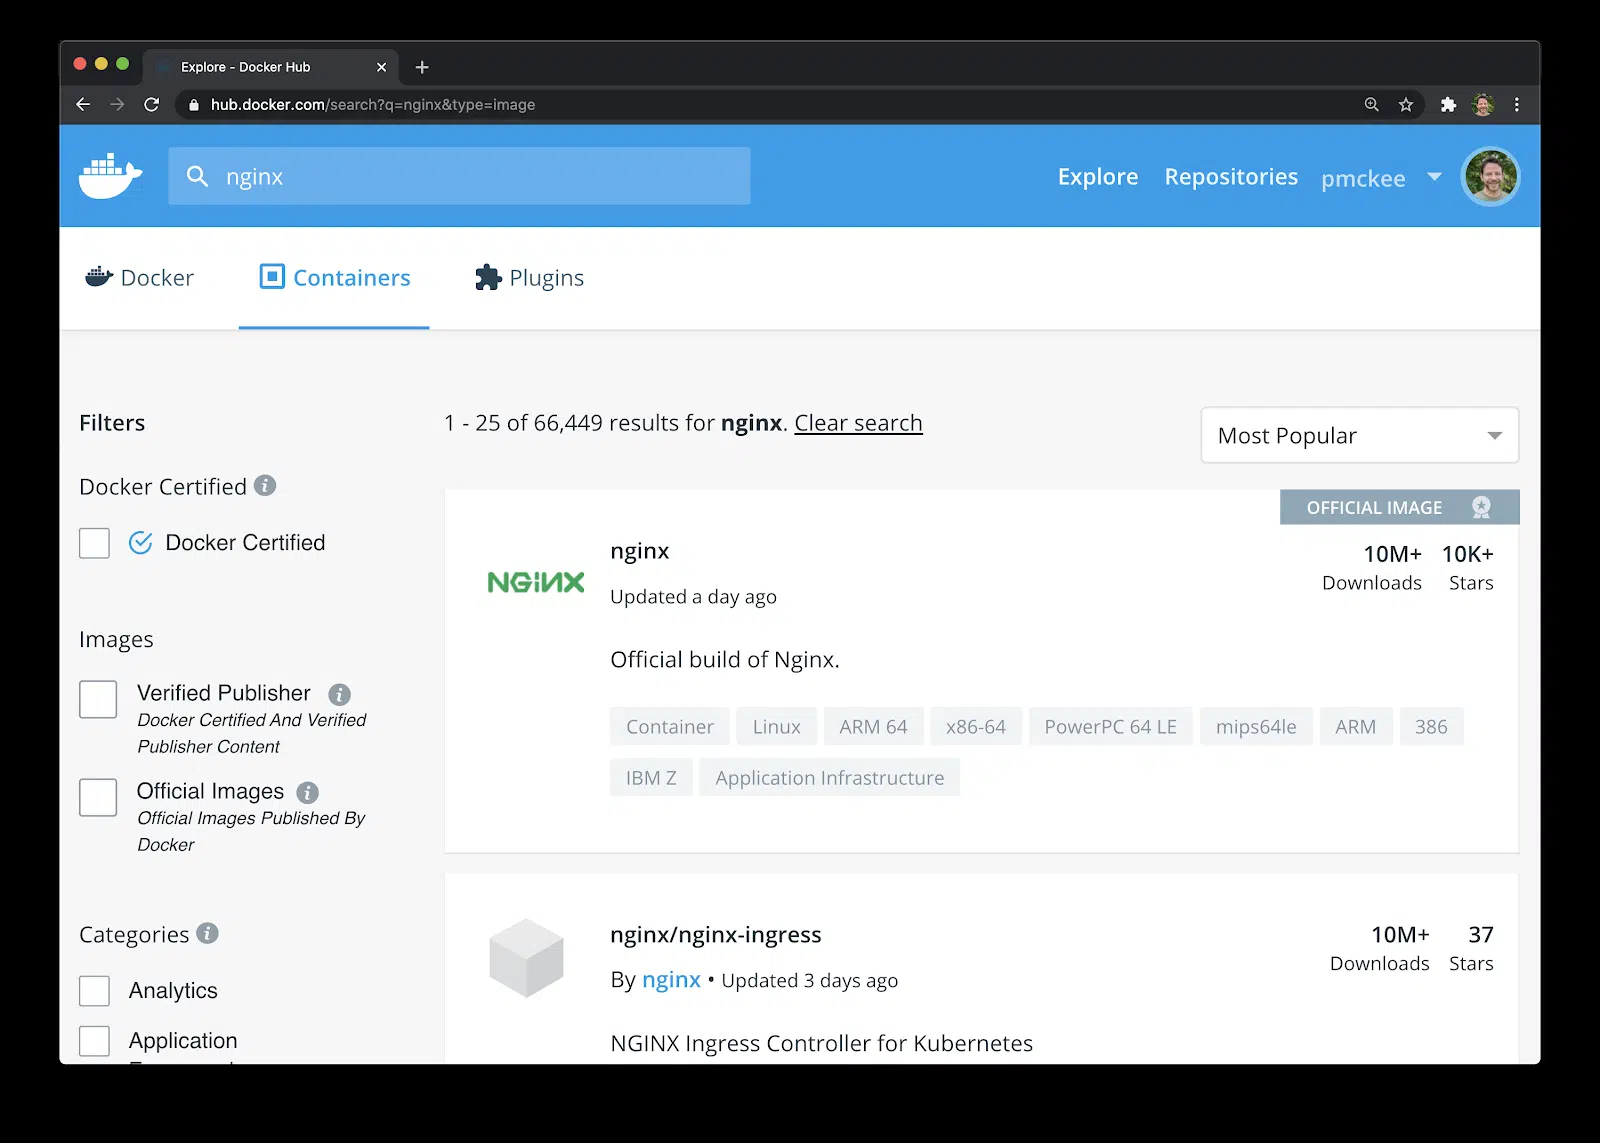 Explore - Docker Hub
hub.docker.com/search?q=nginx&type=image
nginx
Explore
Repositories
pmckee
Docker
Containers
Plugins
Filters
1 - 25 of 66,449 results for nginx. Clear search
Most Popular
Docker Certified
Docker Certified
Images
Verified Publisher
Docker Certified And Verified
Publisher Content
Official Images
Official Images Published By
Docker
Categories
Analytics
Application
OFFICIAL IMAGE
NGINX
nginx
Updated a day ago
10M+ 10K+
Downloads Stars
Official build of Nginx.
Container Linux ARM 64 x86-64 PowerPC 64 LE mips64le ARM 386
IBM Z Application Infrastructure
nginx/nginx-ingress
By nginx • Updated 3 days ago
10M+ 37
Downloads Stars
NGINX Ingress Controller for Kubernetes